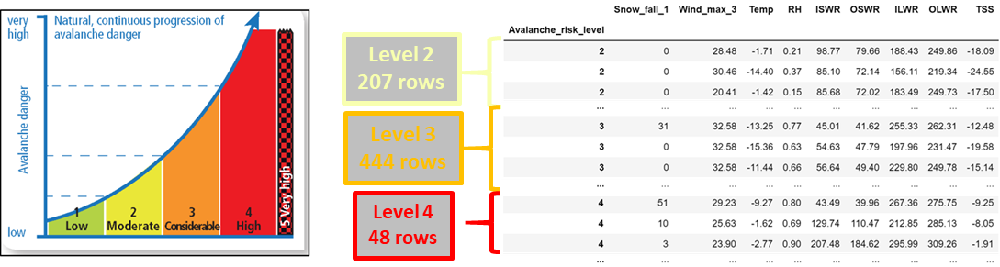 very
high
Natural, continuous progression of
avalanche danger
Avalanche danger
low
1
Low
2
Moderate
3
Considerable
4
High
5 Very high
Level 2
207 rows
Level 3
444 rows
Level 4
48 rows
Snow_fall_1 Wind_max_3 Temp RH ISWR OSWR ILWR OLWR TSS
Avalanche_risk_level
2 0 28.48 -1.71 0.21 98.77 79.66 188.43 249.86 -18.09
2 0 30.46 -14.40 0.37 85.10 72.14 156.11 219.34 -24.55
2 0 20.41 -1.42 0.15 85.68 72.02 183.49 249.73 -17.50
... ... ... ... ... ... ... ... ... ...
3 31 32.58 -13.25 0.77 45.01 41.62 255.33 262.31 -12.48
3 0 32.58 -15.36 0.63 54.63 47.79 197.96 231.47 -19.58
3 0 32.58 -11.44 0.66 56.64 49.40 229.80 249.78 -15.14
... ... ... ... ... ... ... ... ... ...
4 51 29.23 -9.27 0.80 43.49 39.96 267.36 275.75 -9.25
4 10 25.63 -1.62 0.69 129.74 110.47 212.85 285.13 -8.05
4 3 23.90 -2.77 0.90 207.48 184.62 295.99 309.26 -1.91
... ... ... ... ... ... ... ... ... ...